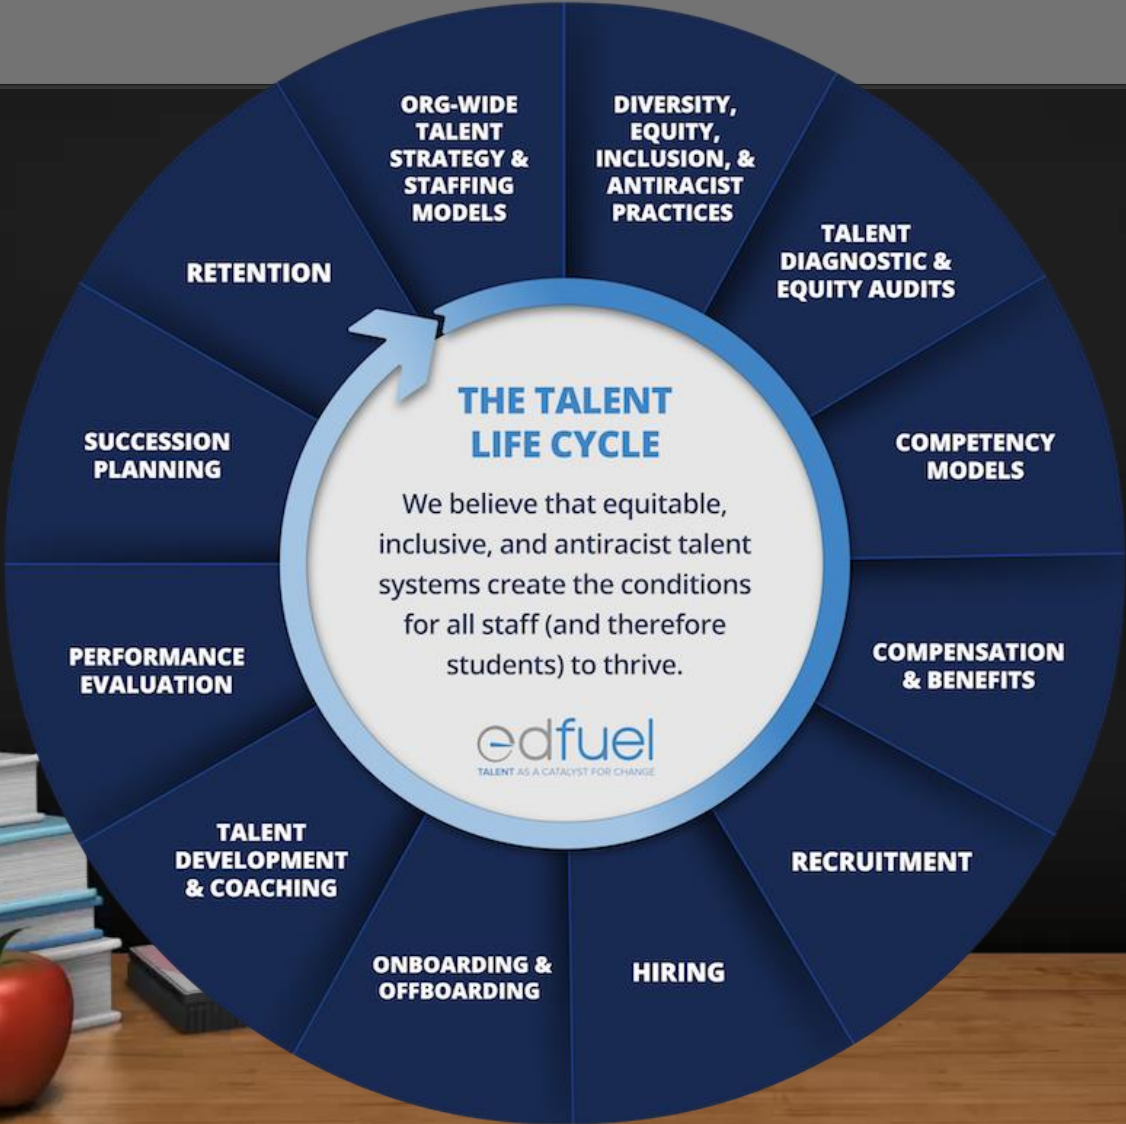 ORG-WIDE
TALENT
STRATEGY &
STAFFING
MODELS
DIVERSITY,
EQUITY,
INCLUSION, &
ANTIRACIST
PRACTICES
TALENT
DIAGNOSTIC &
EQUITY AUDITS
COMPETENCY
MODELS
COMPENSATION
& BENEFITS
RECRUITMENT
HIRING
ONBOARDING &
OFFBOARDING
TALENT
DEVELOPMENT
& COACHING
PERFORMANCE
EVALUATION
SUCCESSION
PLANNING
RETENTION
THE TALENT
LIFE CYCLE
We believe that equitable,
inclusive, and antiracist talent
systems create the conditions
for all staff (and therefore
students) to thrive.
edfuel
TALENT AS A CATALYST FOR CHANGE